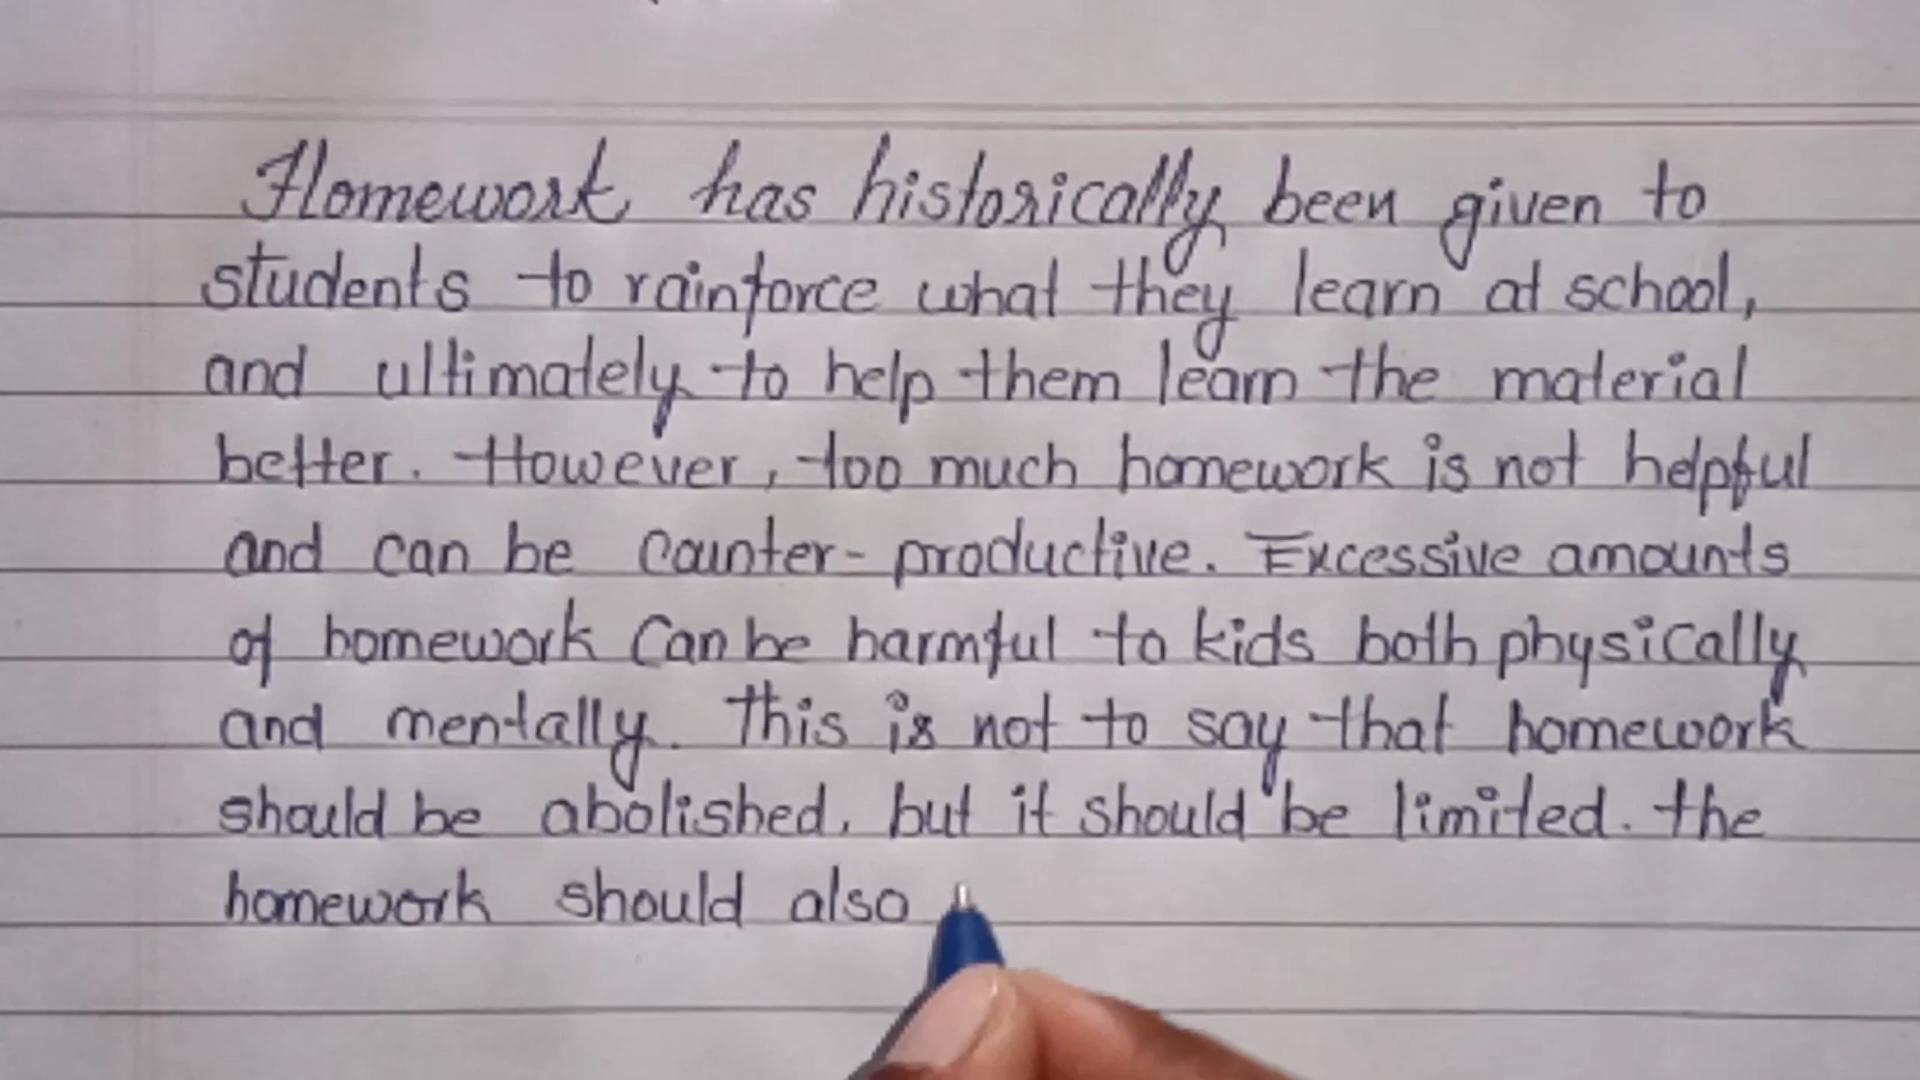 Homework has historically been given to
students to rainforce what they learn at school,
and ultimately to help them learn the material
better. However, too much homework is not helpful
and can be counter-productive. Excessive amounts
of homework can be harmful to kids both physically
and mentally. This is not to say that homework
should be abolished, but it should be limited. the
homework should also